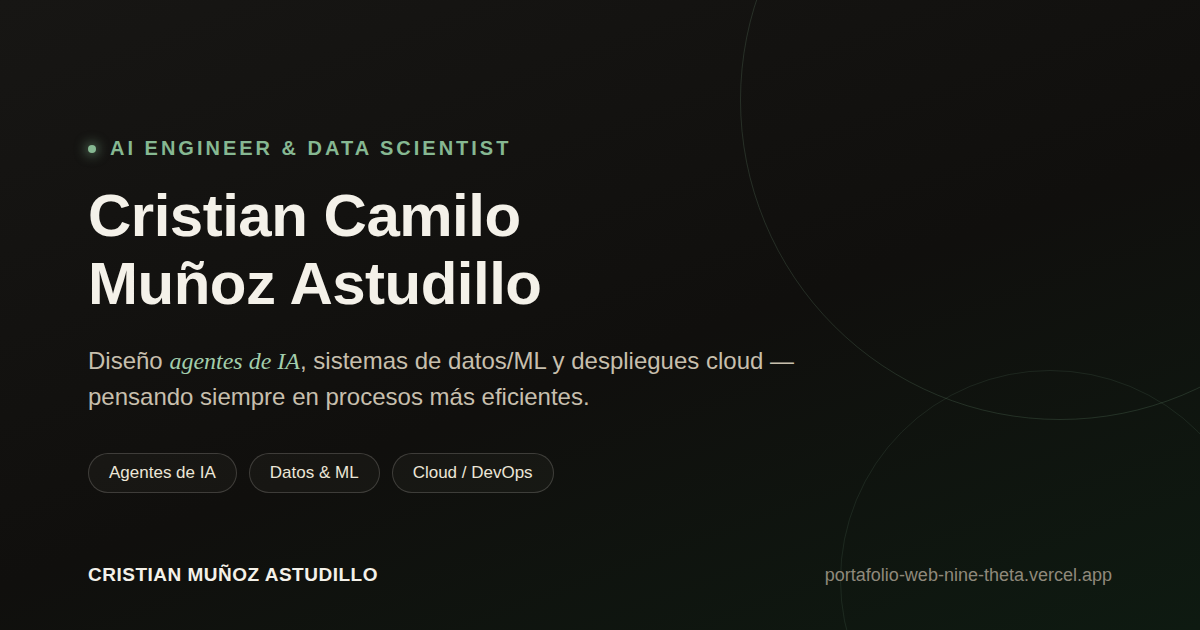 AI ENGINEER & DATA SCIENTIST
Cristian Camilo
Muñoz Astudillo
Diseño agentes de IA, sistemas de datos/ML y despliegues cloud —
pensando siempre en procesos más eficientes.
Agentes de IA
Datos & ML
Cloud / DevOps
CRISTIAN MUÑOZ ASTUDILLO
portafolio-web-nine-theta.vercel.app